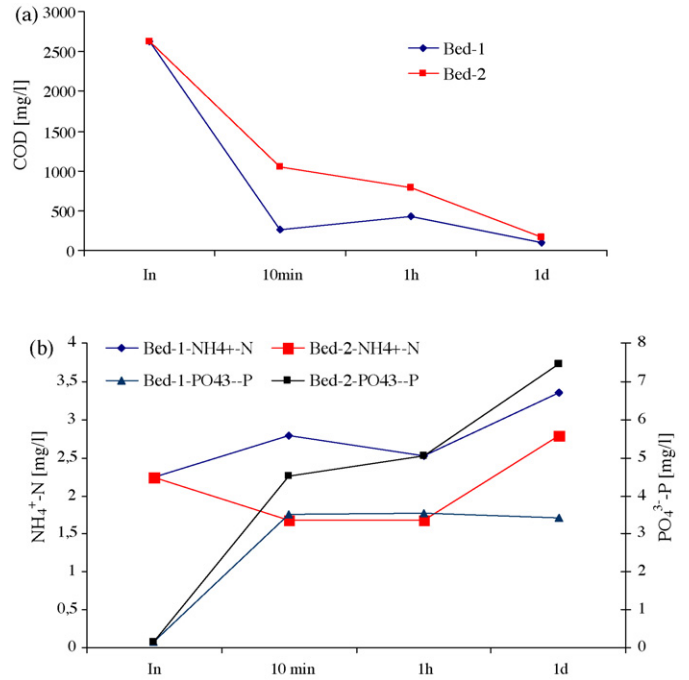 (a)
3000
2500
2000
1500
1000
500
0
COD [mg/l]
Bed-1
Bed-2
In 10min 1h 1d
(b)
Bed-1-NH4+-N Bed-2-NH4+-N
Bed-1-PO43--P Bed-2-PO43--P
4
3,5
3
2,5
2
1,5
1
0,5
0
NH₄⁺-N [mg/l]
8
7
6
5
4
3
2
1
0
PO₄³⁻-P [mg/l]
In 10 min 1h 1d